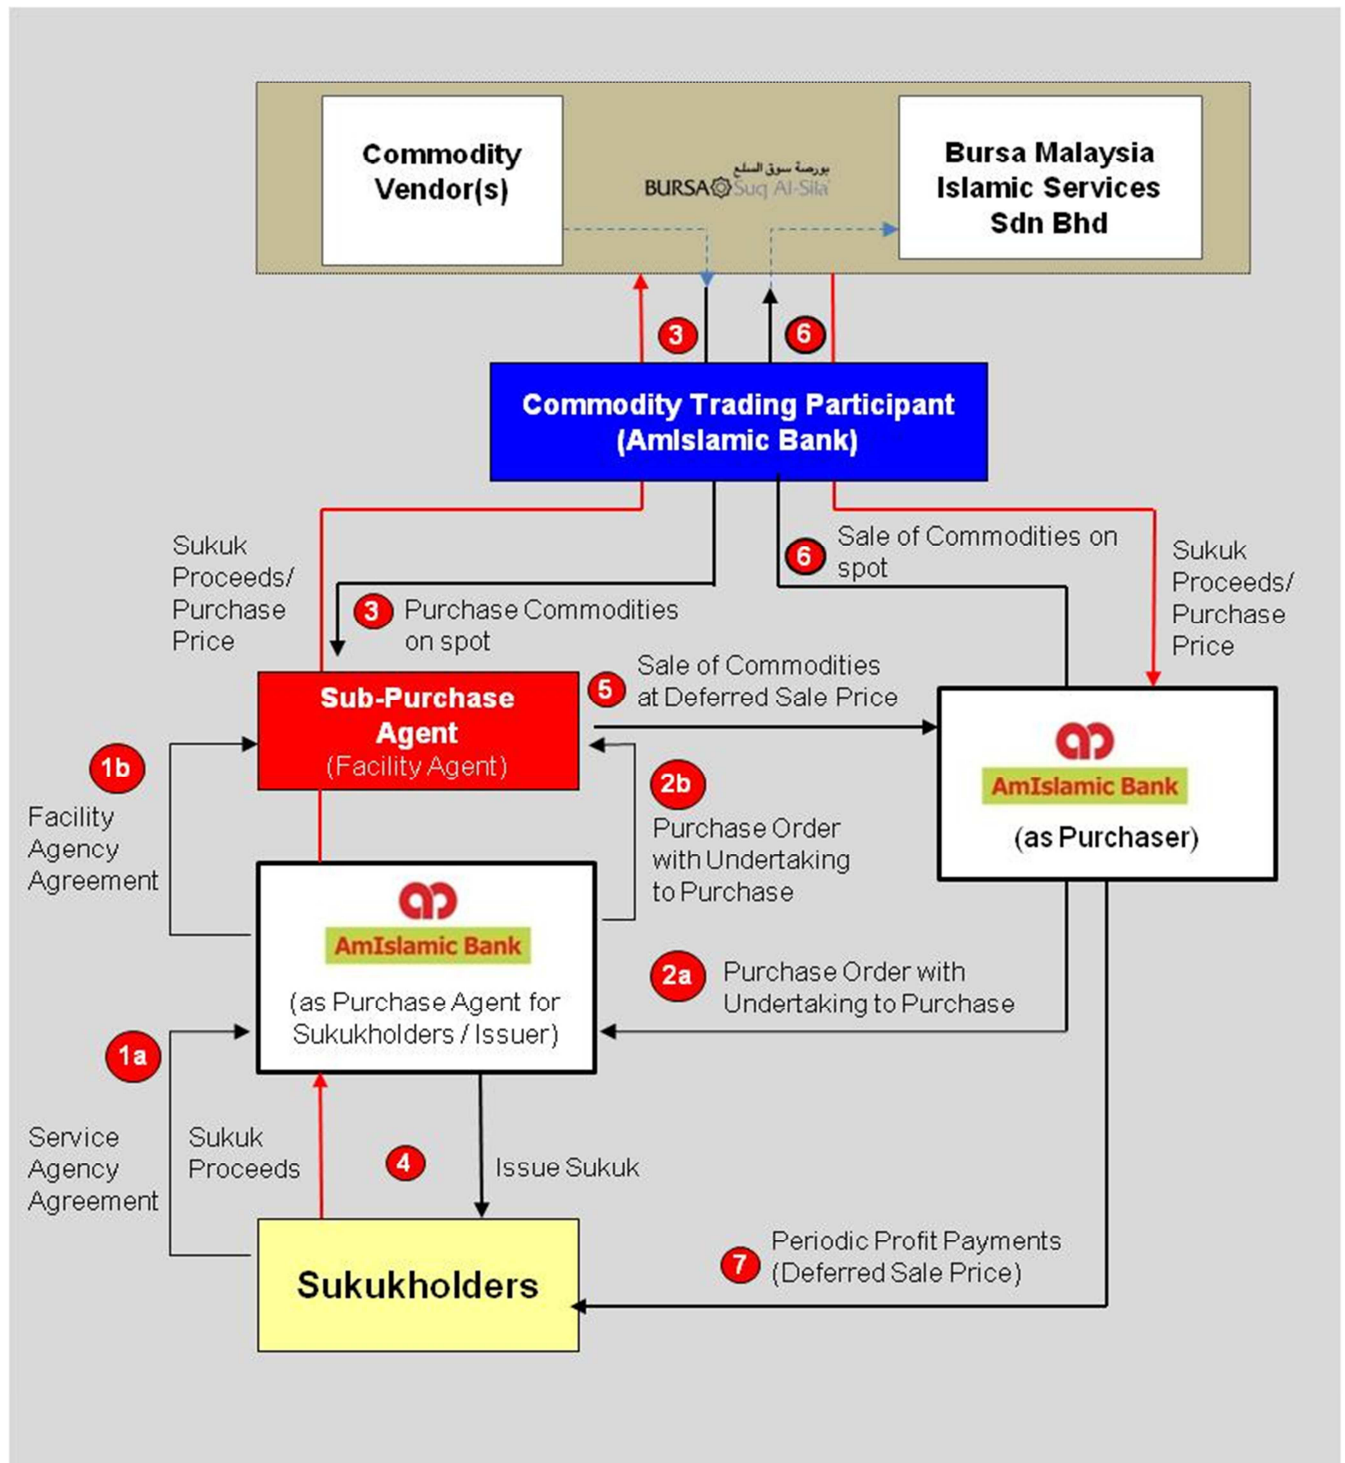 Commodity
Vendor(s)
بورصة سوق السلع
BURSA Suq Al-Sila'
Bursa Malaysia
Islamic Services
Sdn Bhd
3
6
Commodity Trading Participant
(AmIslamic Bank)
Sukuk
Proceeds/
Purchase
Price
6
Sale of Commodities on
spot
Sukuk
Proceeds/
Purchase
Price
3
Purchase Commodities
on spot
5
Sale of Commodities
at Deferred Sale Price
Sub-Purchase
Agent
(Facility Agent)
1b
Facility
Agency
Agreement
2b
Purchase Order
with Undertaking
to Purchase
AmIslamic Bank
(as Purchaser)
AmIslamic Bank
(as Purchase Agent for
Sukukholders / Issuer)
2a
Purchase Order with
Undertaking to Purchase
1a
Service
Agency
Agreement
Sukuk
Proceeds
4
Issue Sukuk
7
Periodic Profit Payments
(Deferred Sale Price)
Sukukholders